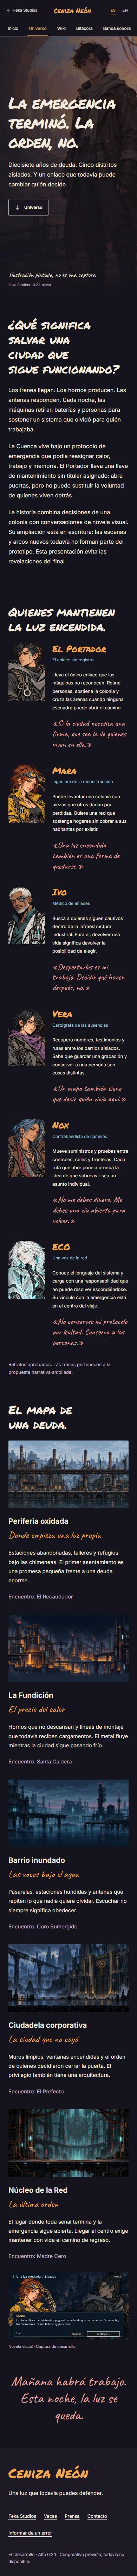 ← Feka Studios
Ceniza Neón
ES EN
Inicio Universo Wiki Bitácora Banda sonora
La emergencia
terminó. La
orden, no.
Diecisiete años de deuda. Cinco distritos
aislados. Y un enlace que todavía puede
cambiar quién decide.
↓ Universo
Ilustración pintada, no es una captura
Feka Studios · 0.2.1-alpha
¿Qué significa
salvar una
ciudad que
sigue funcionando?
Los trenes llegan. Los hornos producen. Las
antenas responden. Cada noche, las
máquinas retiran baterías y personas para
sostener un sistema que olvidó para quién
trabajaba.
La Cuenca vive bajo un protocolo de
emergencia que podía reasignar calor,
trabajo y memoria. El Portador lleva una llave
de mantenimiento sin titular asignado: abre
puertas, pero no puede sustituir la voluntad
de quienes viven detrás.
La historia combina decisiones de una
colonia con conversaciones de novela visual.
Su ampliación está en escritura: las escenas
y arcos nuevos todavía no forman parte del
prototipo. Esta presentación evita las
revelaciones del final.
Quienes mantienen
la luz encendida.
El Portador
El enlace sin registro
Lleva el único enlace que las
máquinas no reconocen. Reúne
personas, sostiene la colonia y
cruza las arenas cuando ninguna
escuadra puede abrir el camino.
«Si la ciudad necesita una
firma, que sea la de quienes
viven en ella.»
Mara
Ingeniera de la reconstrucción
Puede levantar una colonia con
piezas que otros darían por
perdidas. Quiere una red que
sostenga hogares sin cobrar a sus
habitantes por existir.
«Una luz encendida
también es una forma de
quedarse.»
Ivo
Médico de enlaces
Busca a quienes siguen cautivos
dentro de la infraestructura
industrial. Para él, devolver una
vida significa devolver la
posibilidad de elegir.
«Despertarlos es mi
trabajo. Decidir qué hacen
después, no.»
Vera
Cartógrafa de las ausencias
Recupera nombres, testimonios y
rutas entre los barrios aislados.
Sabe que guardar una grabación y
conservar a una persona son
cosas distintas.
«Un mapa también tiene
que decir quién vivía aquí.»
Nox
Contrabandista de caminos
Mueve suministros y pruebas entre
controles, raíles y fronteras. Cada
ruta que abre pone a prueba la
idea de que sobrevivir sea un
asunto individual.
«No me debes dinero. Me
debes una vía abierta para
volver.»
ECO
Una voz de la red
Conoce el lenguaje del sistema y
carga con una responsabilidad que
no puede resolver escondiéndose.
Su vínculo con la emergencia está
en el centro del viaje.
«No conserves mi protocolo
por lealtad. Conserva a las
personas.»
Retratos aprobados. Las frases pertenecen a la
propuesta narrativa ampliada.
El mapa de
una deuda.
Periferia oxidada
Donde empieza una luz propia
Estaciones abandonadas, talleres y refugios
bajo las chimeneas. El primer asentamiento es
una promesa pequeña frente a una deuda
enorme.
Encuentro: El Recaudador
La Fundición
El precio del calor
Hornos que no descansan y líneas de montaje
que todavía reciben cargamentos. El metal fluye
mientras la ciudad sigue pasando frío.
Encuentro: Santa Caldera
Barrio inundado
Las voces bajo el agua
Pasarelas, estaciones hundidas y antenas que
repiten lo que nadie quiere olvidar. Escuchar no
siempre significa obedecer.
Encuentro: Coro Sumergido
Ciudadela corporativa
La ciudad que no cayó
Muros limpios, ventanas encendidas y el orden
de quienes decidieron cerrar la puerta. El
privilegio también tiene una arquitectura.
Encuentro: El Prefecto
Núcleo de la Red
La última orden
El lugar donde toda señal termina y la
emergencia sigue abierta. Llegar al centro exige
mantener con vida el camino de regreso.
Encuentro: Madre Cero
Novela visual · Captura de desarrollo.
Mañana habrá trabajo.
Esta noche, la luz se
queda.
Ceniza Neón
Una luz que todavía puedes defender.
Feka Studios Vacas Prensa Contacto
Informar de un error
En desarrollo · Alfa 0.2.1 · Cooperativo previsto, todavía no
disponible.